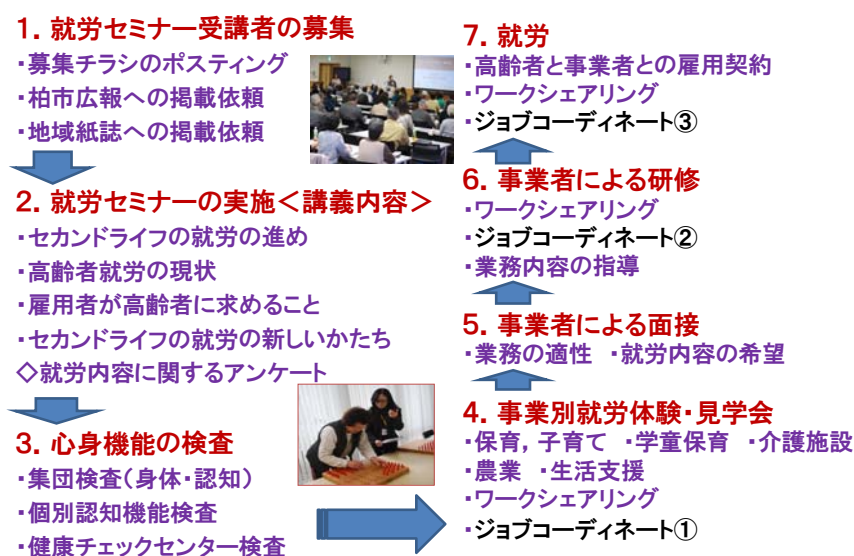 1．就労セミナー受講者の募集
・募集チラシのポスティング
・柏市広報への掲載依頼
・地域紙誌への掲載依頼
2．就労セミナーの実施＜講義内容＞
・セカンドライフの就労の進め
・高齢者就労の現状
・雇用者が高齢者に求めること
・セカンドライフの就労の新しいかたち
◇就労内容に関するアンケート
3．心身機能の検査
・集団検査（身体・認知）
・個別認知機能検査
・健康チェックセンター検査
4．事業別就労体験・見学会
・保育，子育て ・学童保育 ・介護施設
・農業 ・生活支援
・ワークシェアリング
・ジョブコーディネート①
5．事業者による面接
・業務の適性 ・就労内容の希望
6．事業者による研修
・ワークシェアリング
・ジョブコーディネート②
・業務内容の指導
7．就労
・高齢者と事業者との雇用契約
・ワークシェアリング
・ジョブコーディネート③